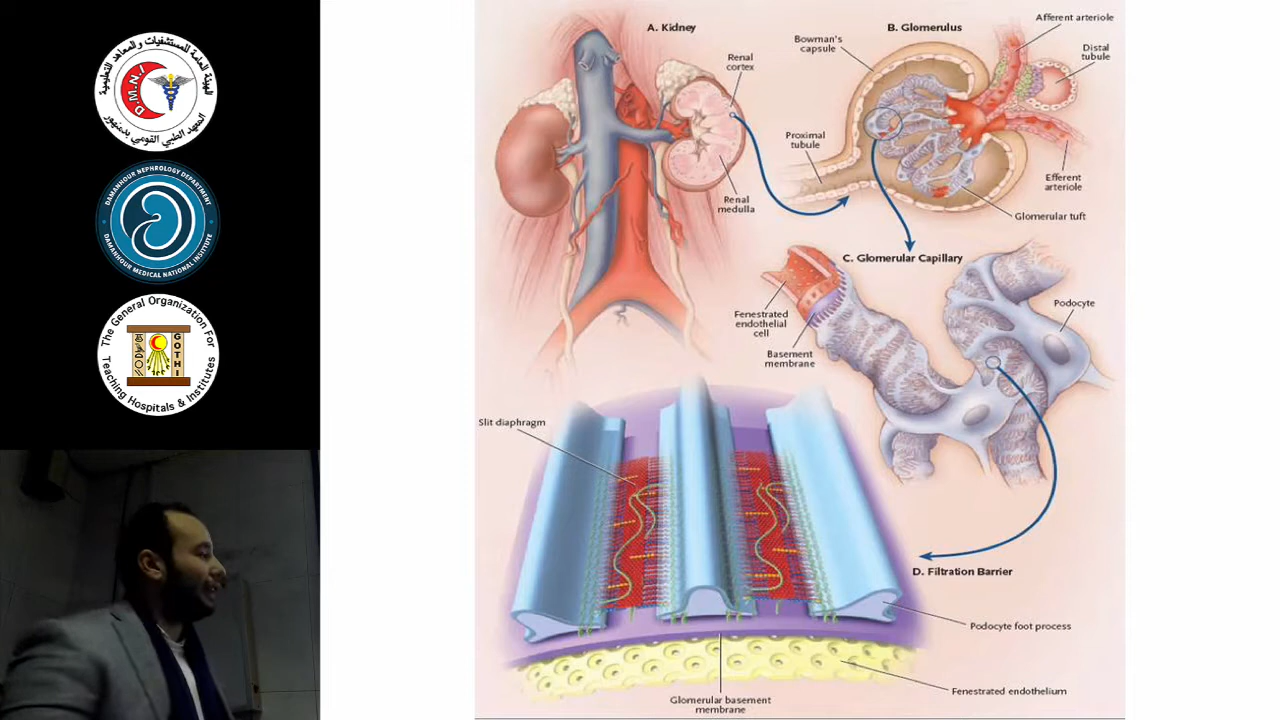 الهيئة العامة للمستشفيات والمعاهد التعليمية
D.M.N.I
المعهد الطبي القومي بدمنهور
DAMANHOUR NEPHROLOGY DEPARTMENT
DAMANHOUR MEDICAL NATIONAL INSTITUTE
The General Organization For
GOTHI
Teaching Hospitals & Institutes
A. Kidney
Renal
cortex
Renal
medulla
B. Glomerulus
Bowman's
capsule
Afferent arteriole
Distal
tubule
Proximal
tubule
Efferent
arteriole
Glomerular tuft
C. Glomerular Capillary
Fenestrated
endothelial
cell
Basement
membrane
Podocyte
Slit diaphragm
D. Filtration Barrier
Podocyte foot process
Fenestrated endothelium
Glomerular basement
membrane